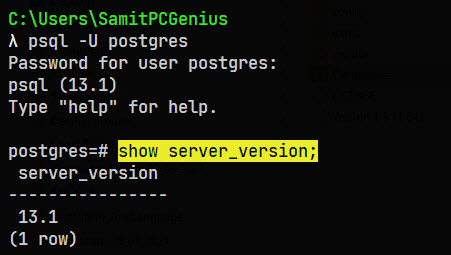 C:\Users\SamitPCGenius
λ psql -U postgres
Password for user postgres:
psql (13.1)
Type "help" for help.
postgres=# show server_version;
server_version
----------------
13.1
(1 row)